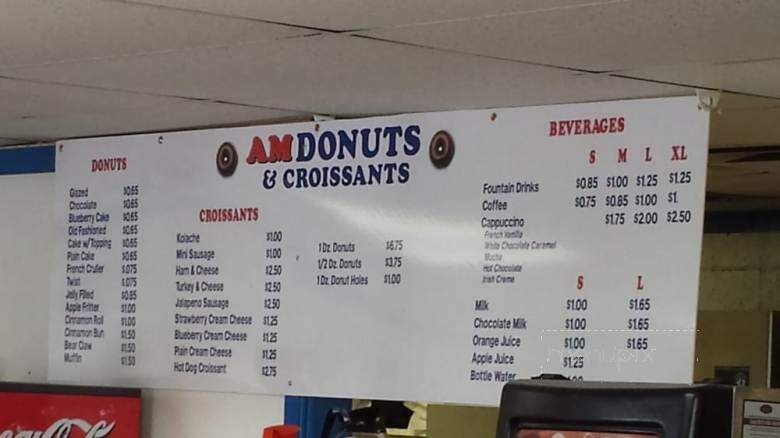 AM DONUTS
& CROISSANTS
DONUTS
Glazed $0.65
Chocolate $0.65
Blueberry Cake $0.65
Old Fashioned $0.65
Cake w/Topping $0.65
Plain Cake $0.65
French Cruller $.075
Twist $.075
Jelly Filled $0.85
Apple Fritter $1.00
Cinnamon Roll $1.00
Cinnamon Bun $1.50
Bear Claw $1.50
Muffin $1.50
CROISSANTS
Kolache $1.00
Mini Sausage $1.00
Ham & Cheese $2.50
Turkey & Cheese $2.50
Jalapeno Sausage $2.50
Strawberry Cream Cheese $1.25
Blueberry Cream Cheese $1.25
Plain Cream Cheese $1.25
Hot Dog Croissant $2.75
1 Dz. Donuts $6.75
1/2 Dz. Donuts $3.75
1 Dz. Donut Holes $1.00
BEVERAGES
S M L XL
Fountain Drinks $0.85 $1.00 $1.25 $1.25
Coffee $0.75 $0.85 $1.00 $1.
Cappuccino $1.75 $2.00 $2.50
French Vanilla
White Chocolate Caramel
Mocha
Hot Chocolate
Irish Creme
S L
Milk $1.00 $1.65
Chocolate Milk $1.00 $1.65
Orange Juice $1.00 $1.65
Apple Juice $1.25
Bottle Water